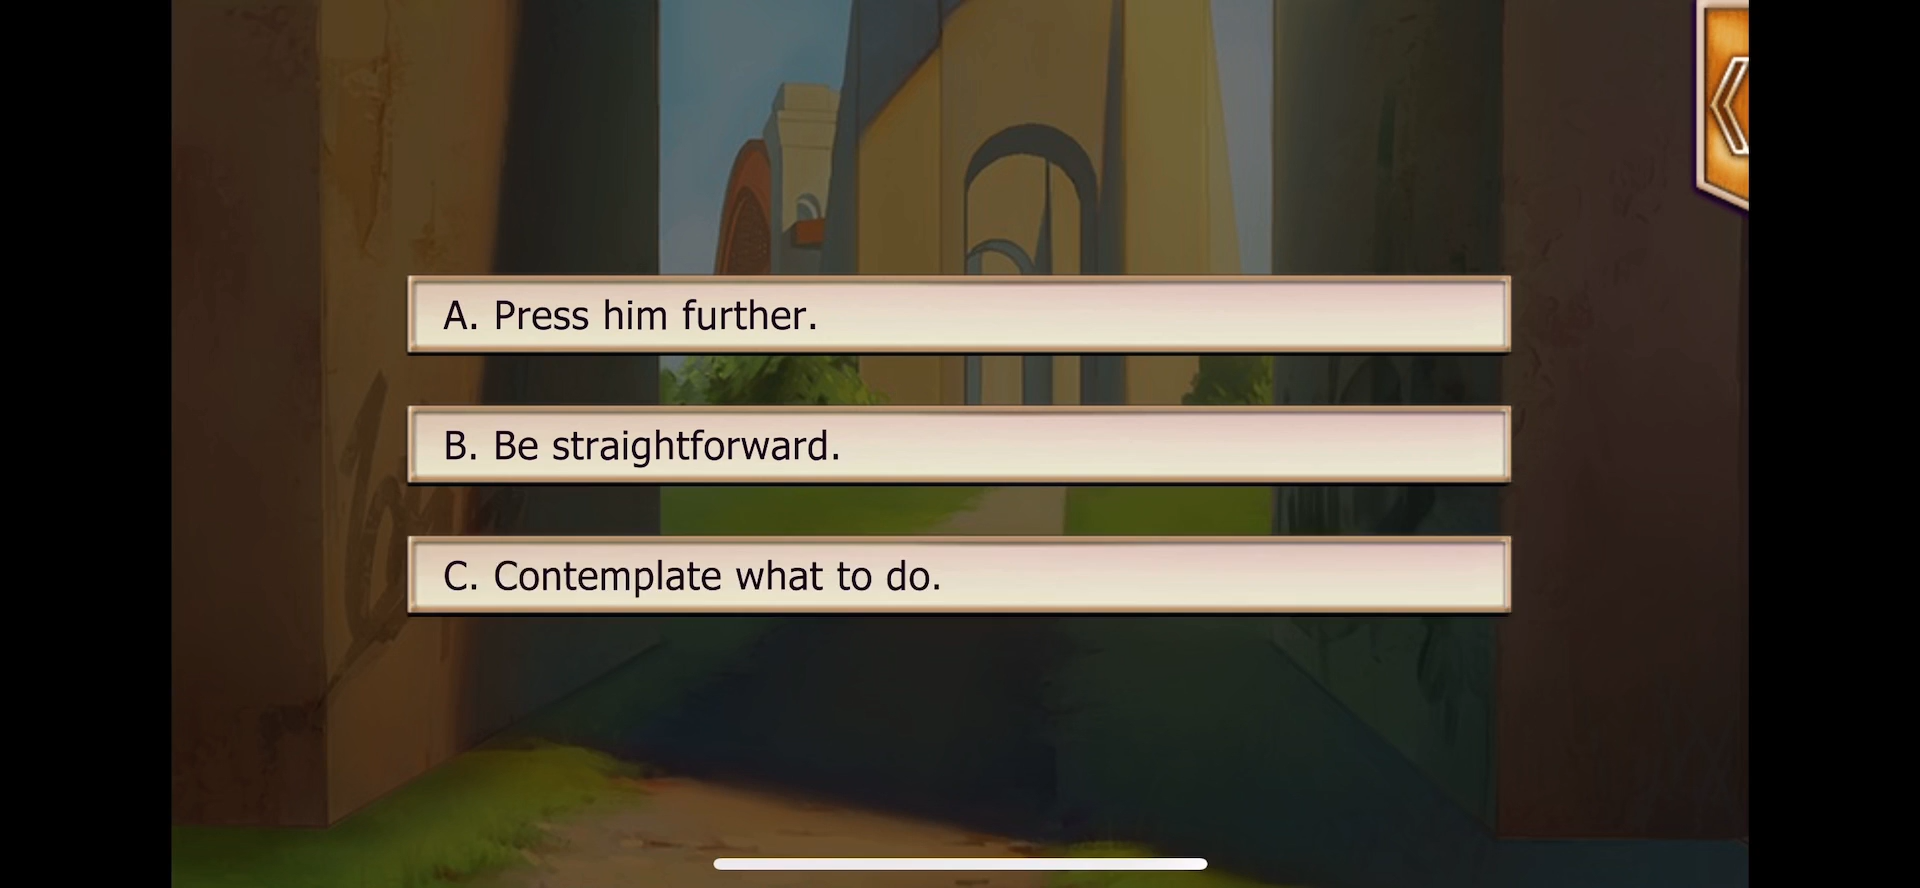 A. Press him further.
B. Be straightforward.
C. Contemplate what to do.